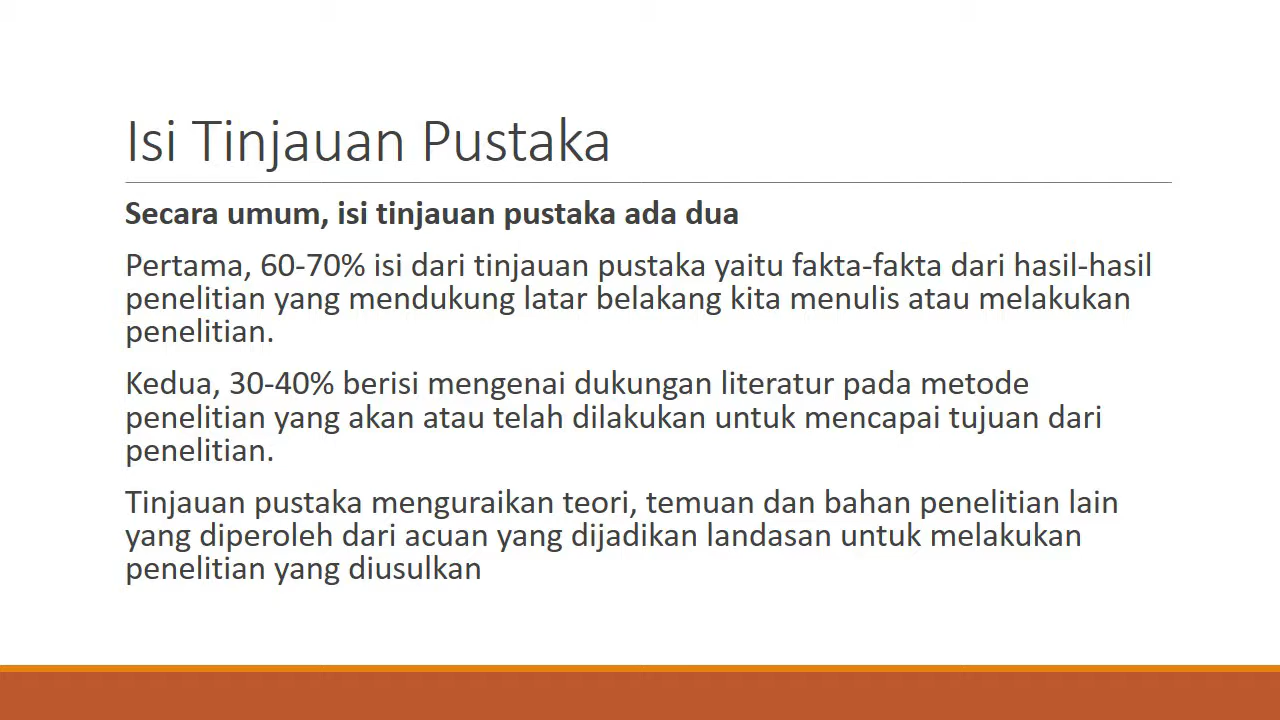 Isi Tinjauan Pustaka
Secara umum, isi tinjauan pustaka ada dua
Pertama, 60-70% isi dari tinjauan pustaka yaitu fakta-fakta dari hasil-hasil
penelitian yang mendukung latar belakang kita menulis atau melakukan
penelitian.
Kedua, 30-40% berisi mengenai dukungan literatur pada metode
penelitian yang akan atau telah dilakukan untuk mencapai tujuan dari
penelitian.
Tinjauan pustaka menguraikan teori, temuan dan bahan penelitian lain
yang diperoleh dari acuan yang dijadikan landasan untuk melakukan
penelitian yang diusulkan